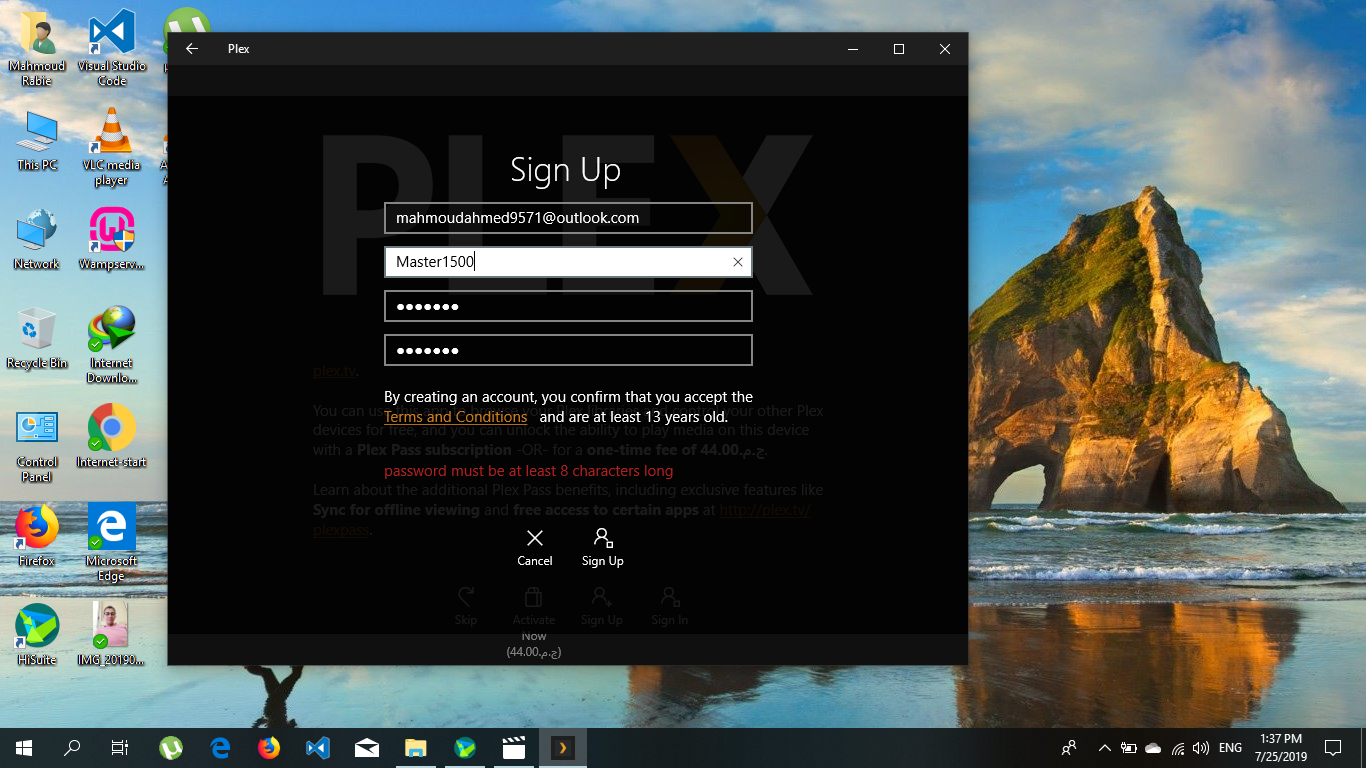 Mahmoud
Rabie
Visual Studio
Code
This PC
VLC media
player
Network
Wampserv...
Recycle Bin
Internet
Downlo...
Control
Panel
Internet-start
Firefox
Microsoft
Edge
HiSuite
IMG_20190...
Plex
PLEX
Sign Up
mahmoudahmed9571@outlook.com
Master1500
•••••••
•••••••
plex.tv.
By creating an account, you confirm that you accept the
Terms and Conditions and are at least 13 years old.
devices for free, and you can unlock the ability to play media on this device
with a Plex Pass subscription -OR- for a one-time fee of 44.00.ج.م.
password must be at least 8 characters long
Learn about the additional Plex Pass benefits, including exclusive features like
Sync for offline viewing and free access to certain apps at http://plex.tv/
plexpass.
Cancel
Sign Up
Skip
Activate
Now
(44.00.ج.م)
Sign Up
Sign In
ENG
1:37 PM
7/25/2019